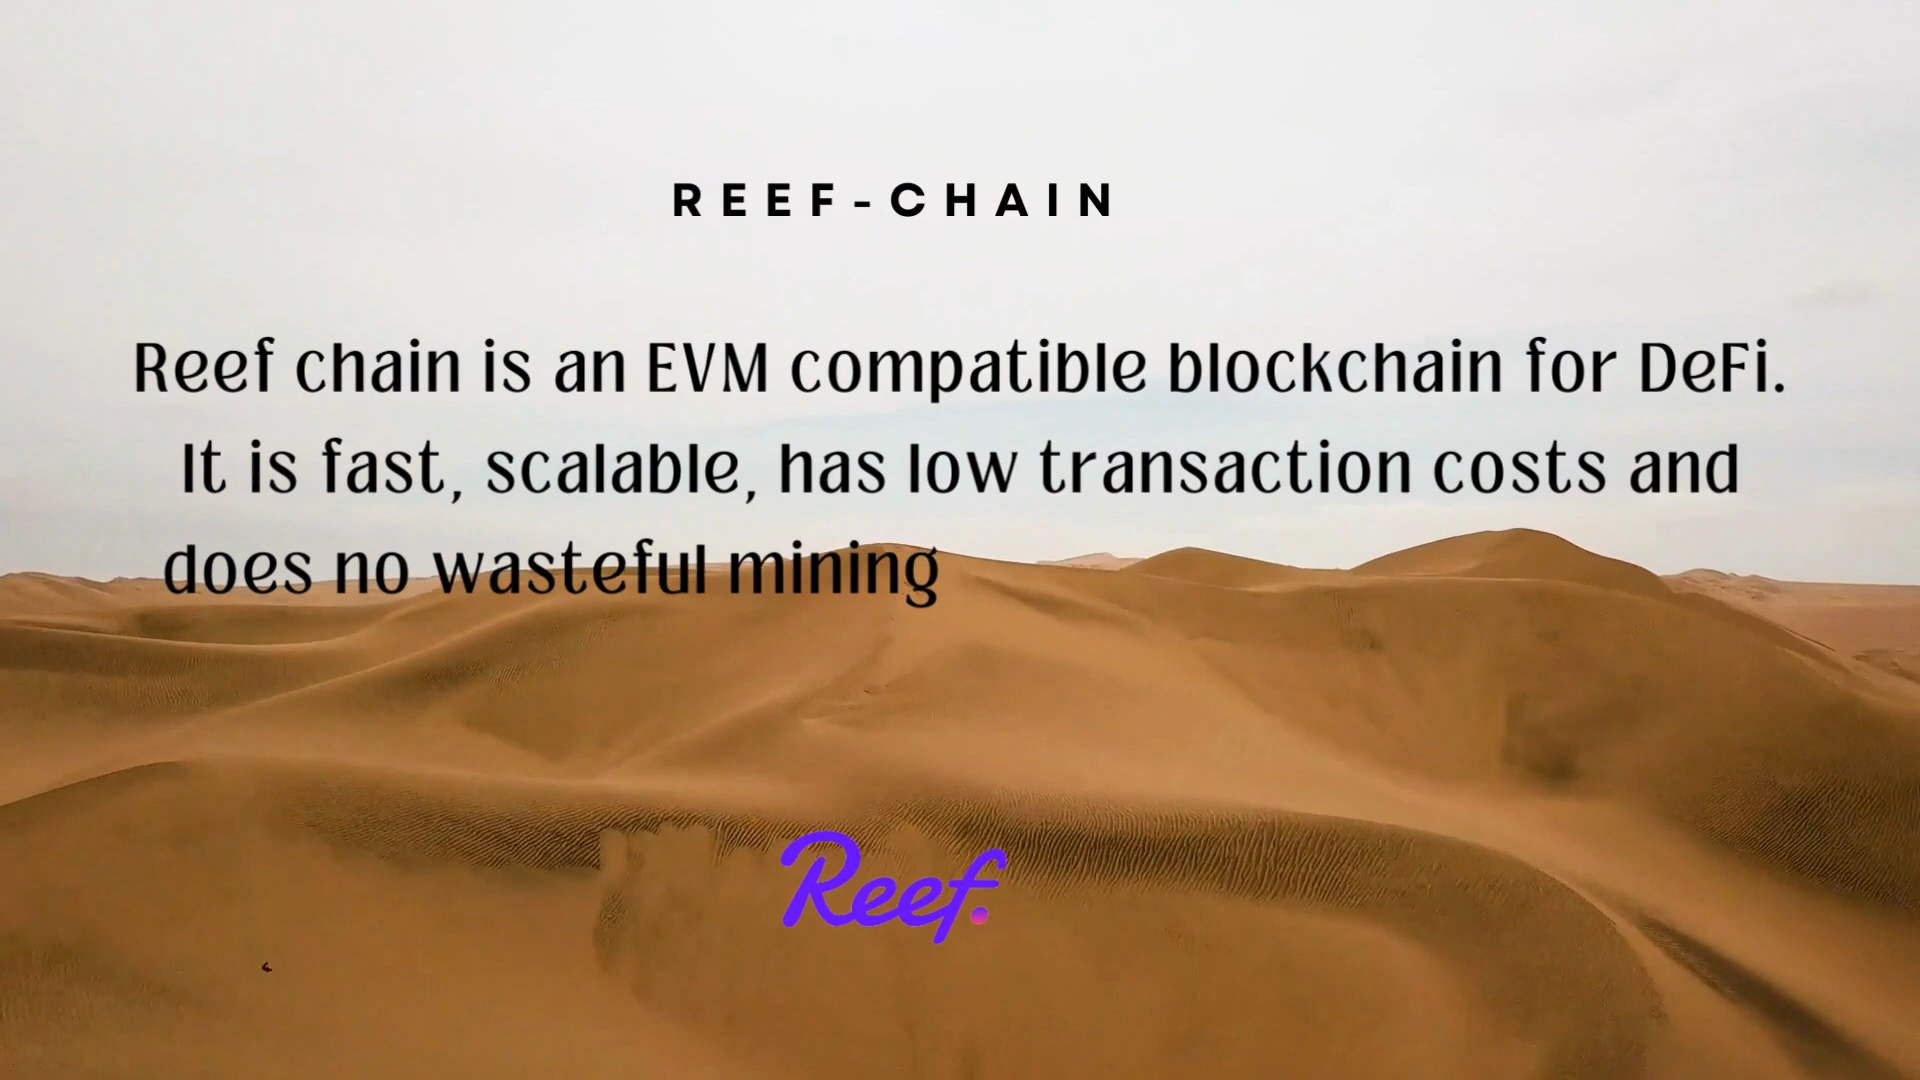 REEF-CHAIN
Reef chain is an EVM compatible blockchain for DeFi.
It is fast, scalable, has low transaction costs and
does no wasteful mining
Reef.